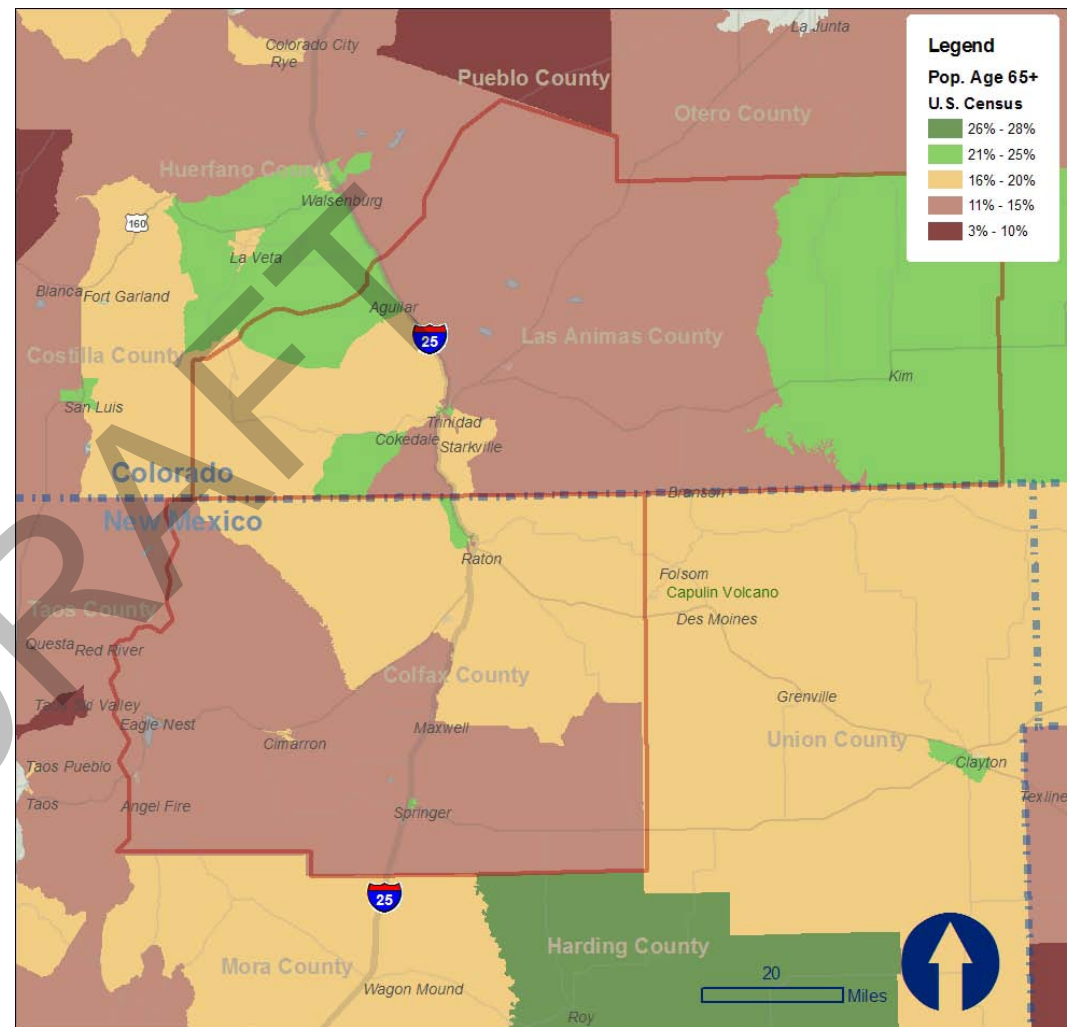 Colorado City
Rye
La Junta
Legend
Pop. Age 65+
U.S. Census
26% - 28%
21% - 25%
16% - 20%
11% - 15%
3% - 10%
Pueblo County
Otero County
Huerfano County
Walsenburg
160
La Veta
Blanca
Fort Garland
Aguilar
25
Las Animas County
Costilla County
Kim
San Luis
Trinidad
Cokedale
Starkville
Colorado
New Mexico
Branson
Raton
Folsom
Capulin Volcano
Des Moines
Taos County
Questa
Red River
Colfax County
Taos Ski Valley
Eagle Nest
Grenville
Maxwell
Cimarron
Union County
Clayton
Taos Pueblo
Taos
Angel Fire
Springer
Texline
25
Harding County
Mora County
Wagon Mound
20
Miles
Roy
DRAFT